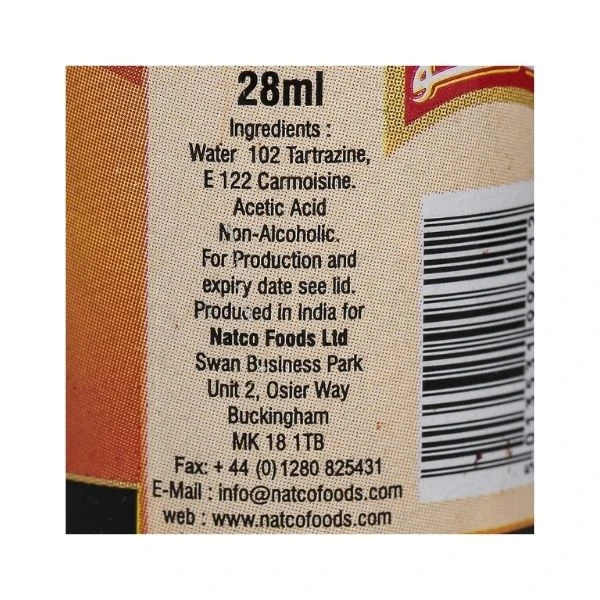 28ml
Ingredients :
Water 102 Tartrazine,
E 122 Carmoisine.
Acetic Acid
Non-Alcoholic.
For Production and
expiry date see lid.
Produced in India for
Natco Foods Ltd
Swan Business Park
Unit 2, Osier Way
Buckingham
MK 18 1TB
Fax: + 44 (0) 1280 825431
E-Mail : info@natcofoods.com
web : www.natcofoods.com